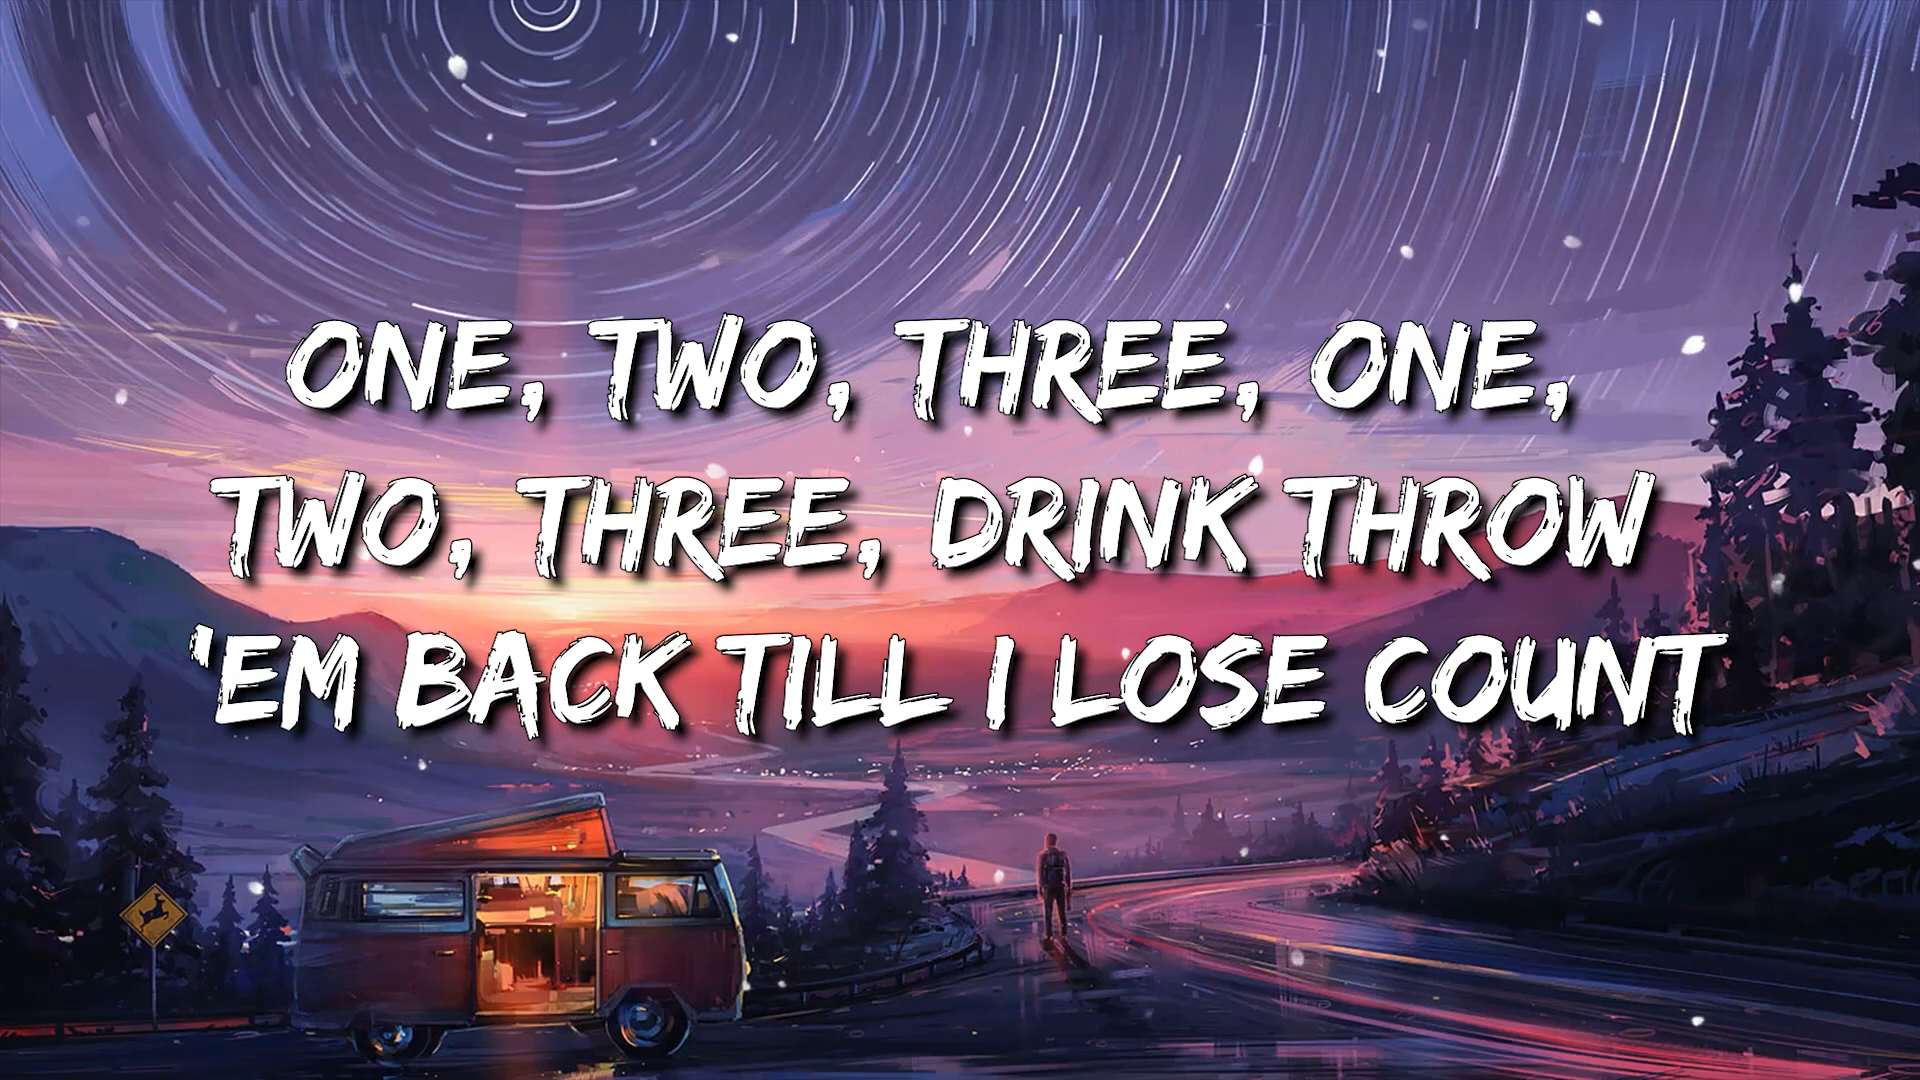 ONE, TWO, THREE, ONE,
TWO, THREE, DRINK THROW
'EM BACK TILL I LOSE COUNT